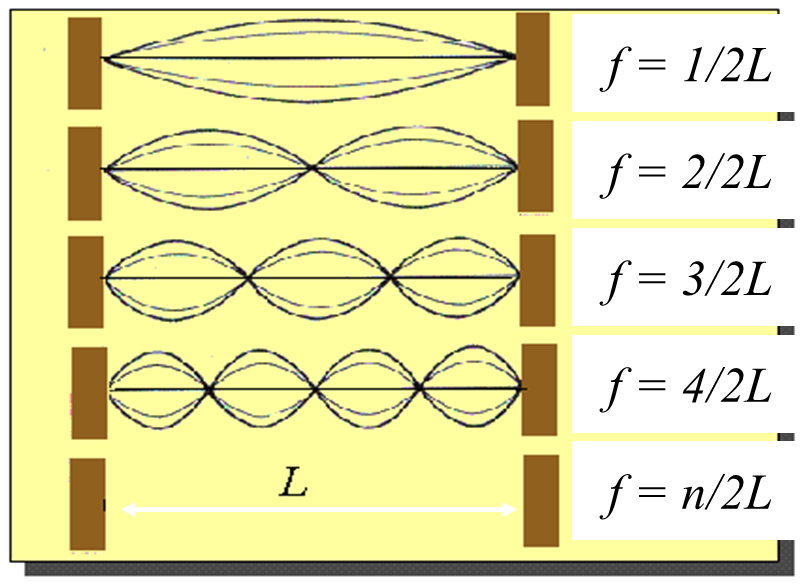 f = 1/2L
f = 2/2L
f = 3/2L
f = 4/2L
L
f = n/2L